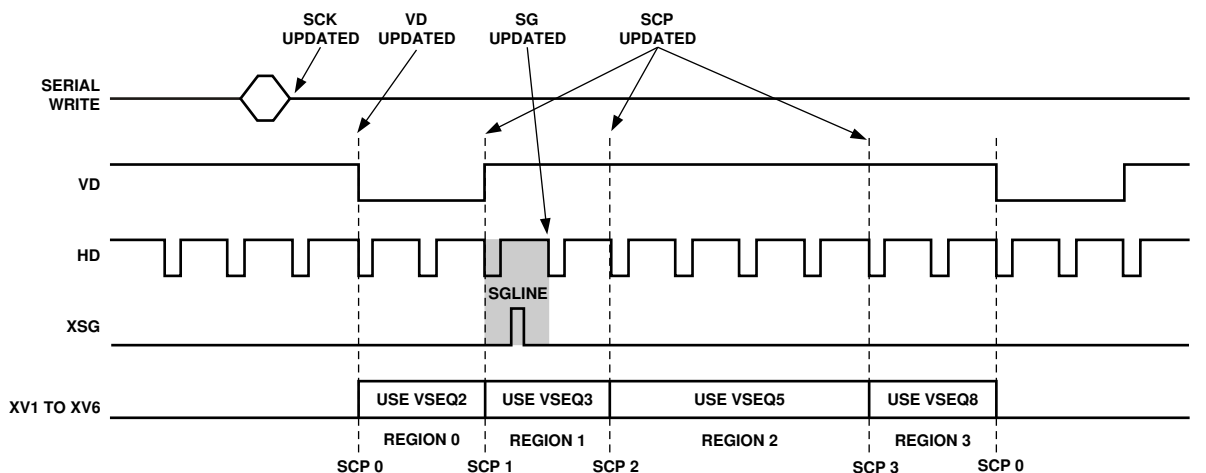 SCK
UPDATED
VD
UPDATED
SG
UPDATED
SCP
UPDATED
SERIAL
WRITE
VD
HD
SGLINE
XSG
XV1 TO XV6
USE VSEQ2
USE VSEQ3
USE VSEQ5
USE VSEQ8
REGION 0
REGION 1
REGION 2
REGION 3
SCP 0
SCP 1
SCP 2
SCP 3
SCP 0